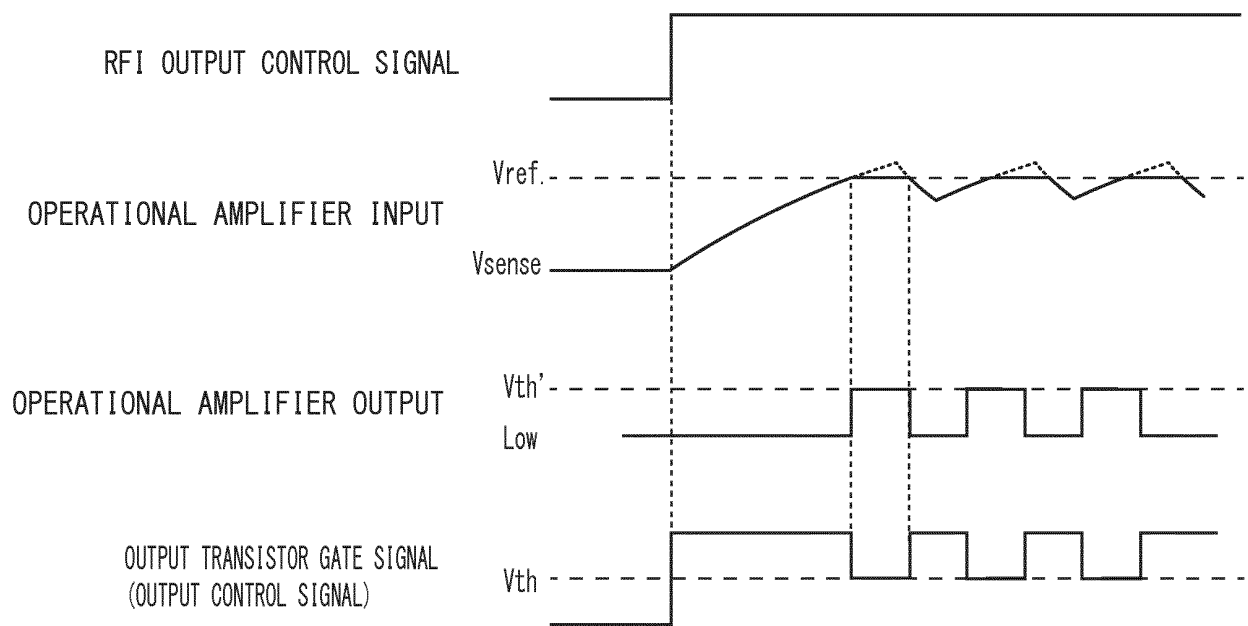 RFI OUTPUT CONTROL SIGNAL
Vref.
OPERATIONAL AMPLIFIER INPUT
Vsense
Vth'
OPERATIONAL AMPLIFIER OUTPUT
Low
OUTPUT TRANSISTOR GATE SIGNAL
(OUTPUT CONTROL SIGNAL)
Vth